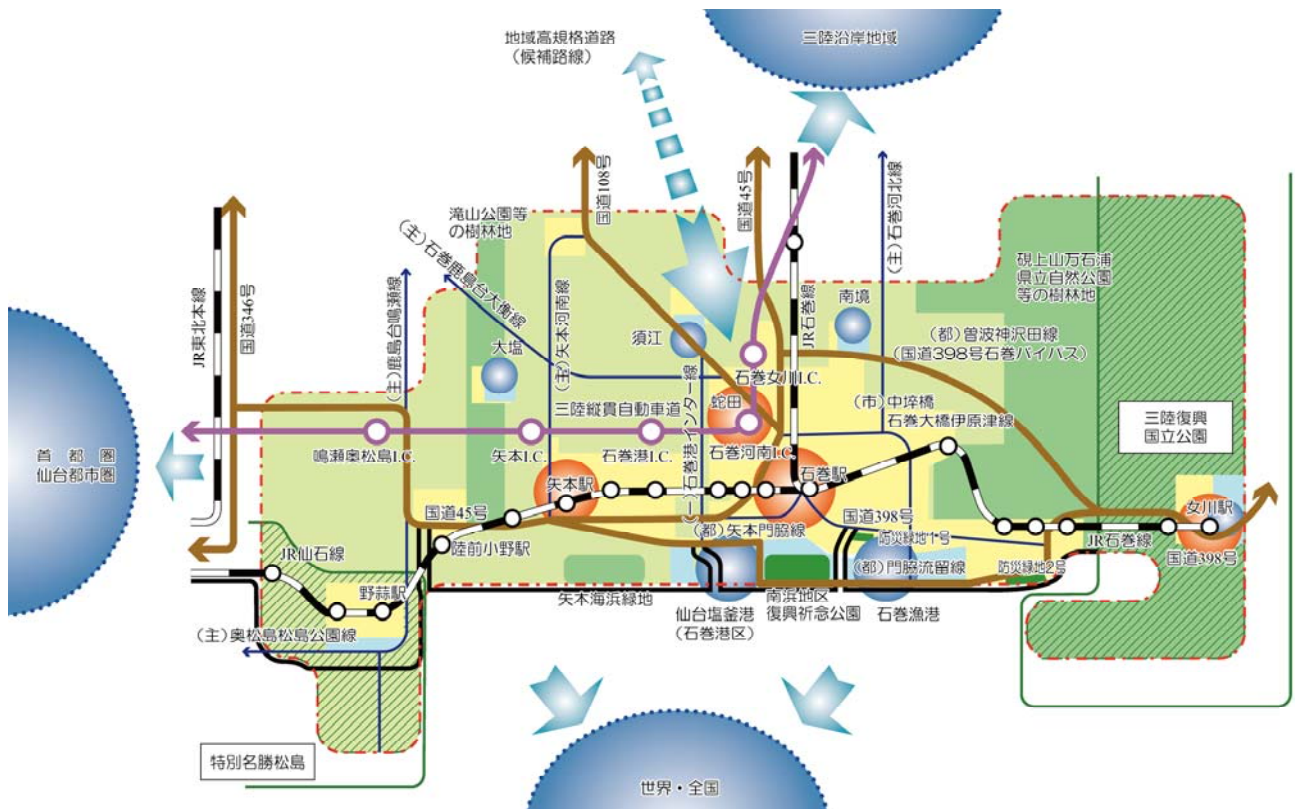 地域高規格道路
（候補路線）
三陸沿岸地域
国道108号
国道45号
JR石巻線
（主）石巻河北線
JR東北本線
国道346号
滝山公園等
の樹林地
（主）石巻鹿島台大衡線
（主）鹿島台鳴瀬線
（主）矢本河南線
硯上山万石浦
県立自然公園
等の樹林地
南境
須江
大塩
（都）曽波神沢田線
（国道398号石巻バイパス）
石巻女川I.C.
蛇田
（市）中埣橋
石巻大橋伊原津線
三陸縦貫自動車道
（一）石巻港インター線
三陸復興
国立公園
首都圏
仙台都市圏
鳴瀬奥松島I.C.
矢本I.C.
石巻港I.C.
石巻河南I.C.
矢本駅
石巻駅
女川駅
国道45号
（都）矢本門脇線
国道398号
防災緑地1号
JR石巻線
国道398号
陸前小野駅
JR仙石線
（都）門脇流留線
防災緑地2号
野蒜駅
矢本海浜緑地
仙台塩釜港
（石巻港区）
南浜地区
復興祈念公園
石巻漁港
（主）奥松島松島公園線
特別名勝松島
世界・全国